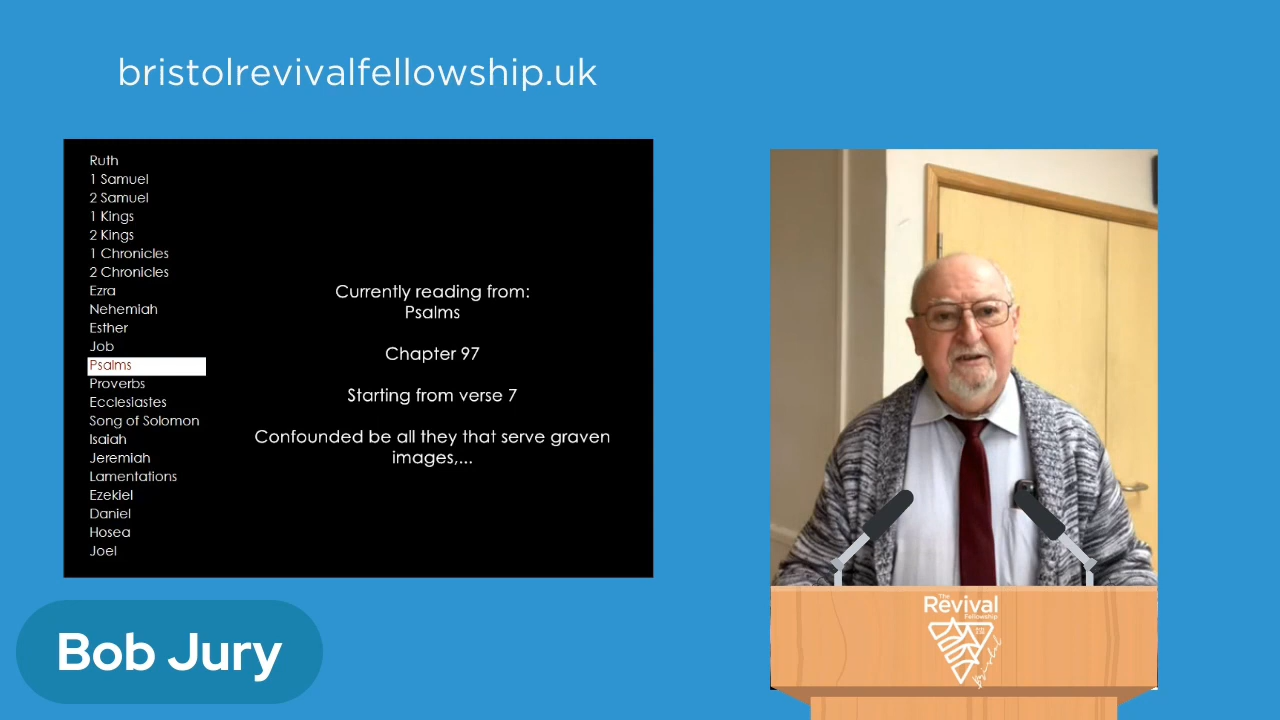 bristolrevivalfellowship.uk
Ruth
1 Samuel
2 Samuel
1 Kings
2 Kings
1 Chronicles
2 Chronicles
Ezra
Nehemiah
Esther
Job
Psalms
Proverbs
Ecclesiastes
Song of Solomon
Isaiah
Jeremiah
Lamentations
Ezekiel
Daniel
Hosea
Joel
Currently reading from:
Psalms
Chapter 97
Starting from verse 7
Confounded be all they that serve graven
images,...
The
Revival
Fellowship
Bristol
Bob Jury